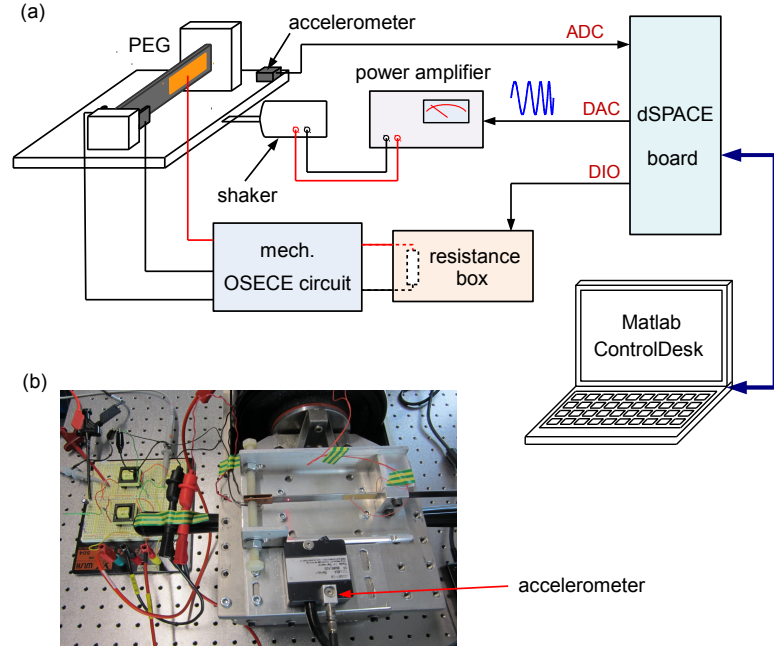 (a)
accelerometer
PEG
ADC
power amplifier
DAC
dSPACE
board
DIO
shaker
mech.
OSECE circuit
resistance
box
Matlab
ControlDesk
(b)
accelerometer